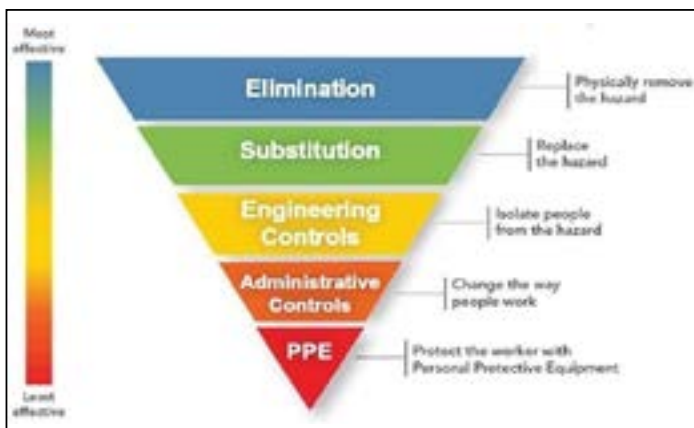 Most
effective
Elimination
Physically remove
the hazard
Substitution
Replace
the hazard
Engineering
Controls
Isolate people
from the hazard
Administrative
Controls
Change the way
people work
PPE
Protect the worker with
Personal Protective Equipment
Least
effective